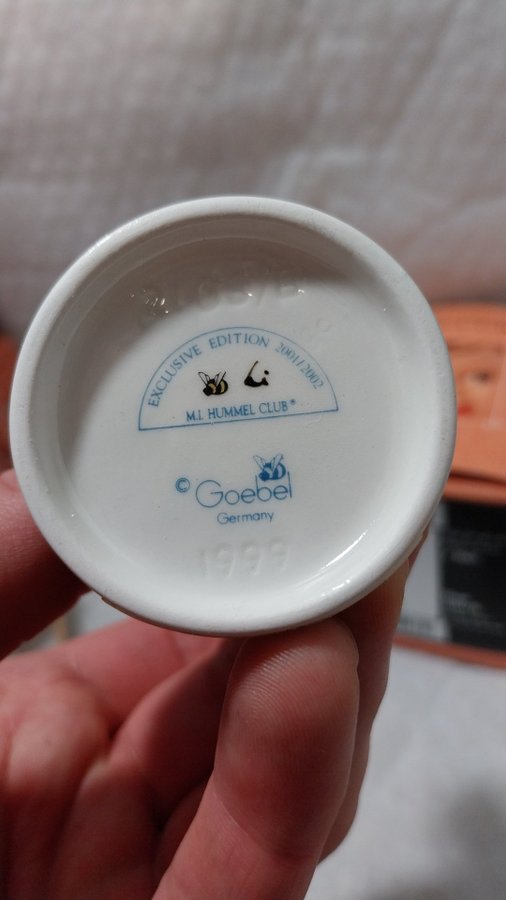 EXCLUSIVE EDITION 2001/2002
M.I. HUMMEL CLUB®
© Goebel
Germany
1999